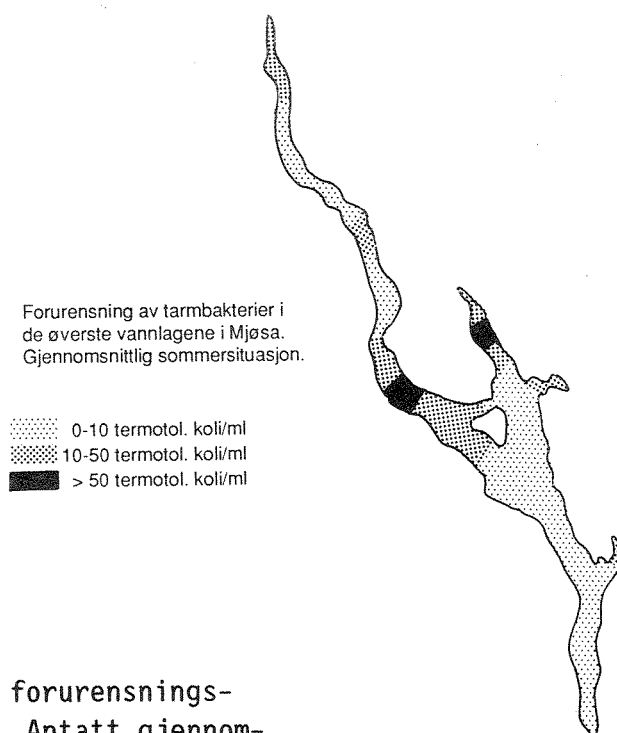 Forurensning av tarmbakterier i
de øverste vannlagene i Mjøsa.
Gjennomsnittlig sommersituasjon.
0-10 termotol. koli/ml
10-50 termotol. koli/ml
> 50 termotol. koli/ml
forurensnings-
Antatt gjennom-